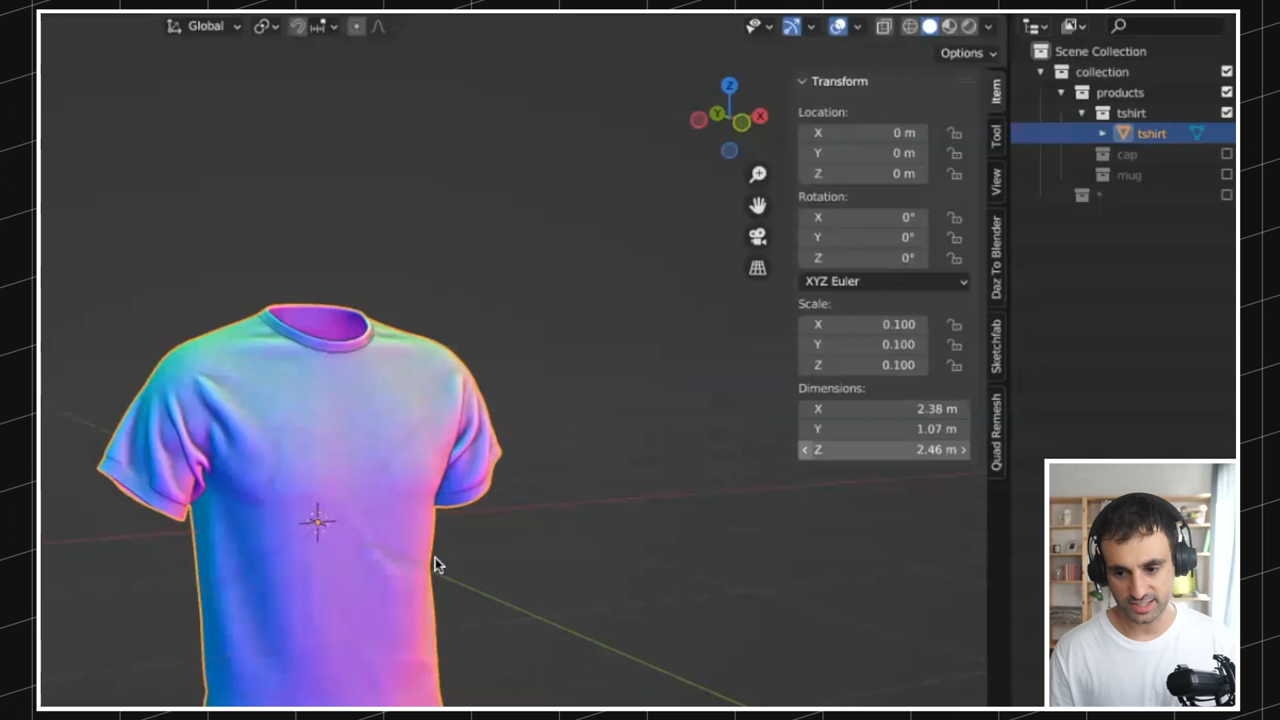 Global
Options
Transform
Location:
X 0 m
Y 0 m
Z 0 m
Rotation:
X 0°
Y 0°
Z 0°
XYZ Euler
Scale:
X 0.100
Y 0.100
Z 0.100
Dimensions:
X 2.38 m
Y 1.07 m
Z 2.46 m
Z
Y
X
Item
Tool
View
Daz To Blender
Sketchfab
Quad Remesh
Scene Collection
collection
products
tshirt
tshirt
cap
mug